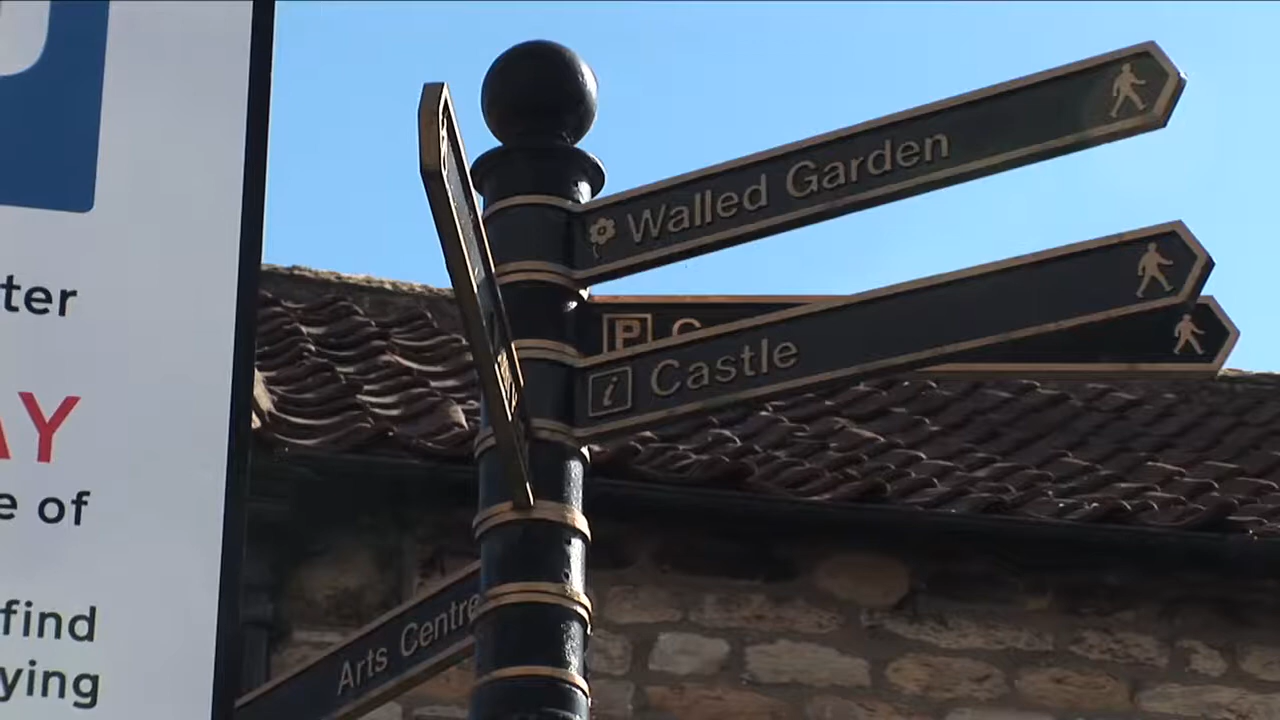 ter
AY
e of
find
ying
Walled Garden
P
i Castle
Arts Centre